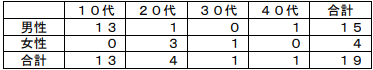 １０代 ２０代 ３０代 ４０代 合計
男性 １３ １ ０ １ １５
女性 ０ ３ １ ０ ４
合計 １３ ４ １ １ １９